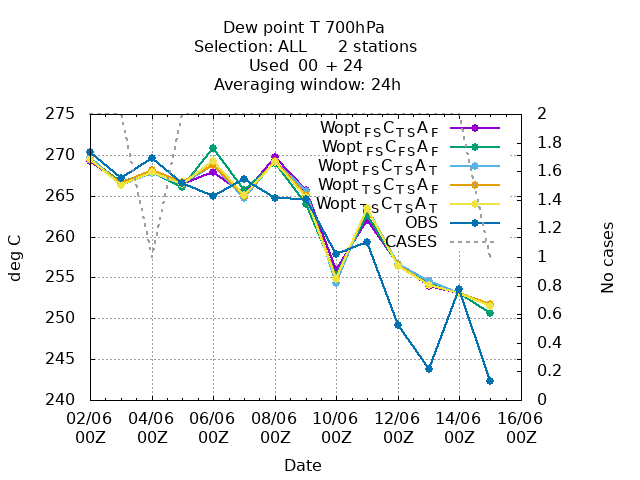 Dew point T 700hPa
Selection: ALL 2 stations
Used 00 + 24
Averaging window: 24h
275
270
265
260
255
250
245
240
2
1.8
1.6
1.4
1.2
1
0.8
0.6
0.4
0.2
0
deg C
No cases
Wopt FS C TS A F
Wopt FS C FS A F
Wopt FS C TS A T
Wopt TS C TS A F
Wopt TS C TS A T
OBS
CASES
02/06 04/06 06/06 08/06 10/06 12/06 14/06 16/06
00Z 00Z 00Z 00Z 00Z 00Z 00Z 00Z
Date